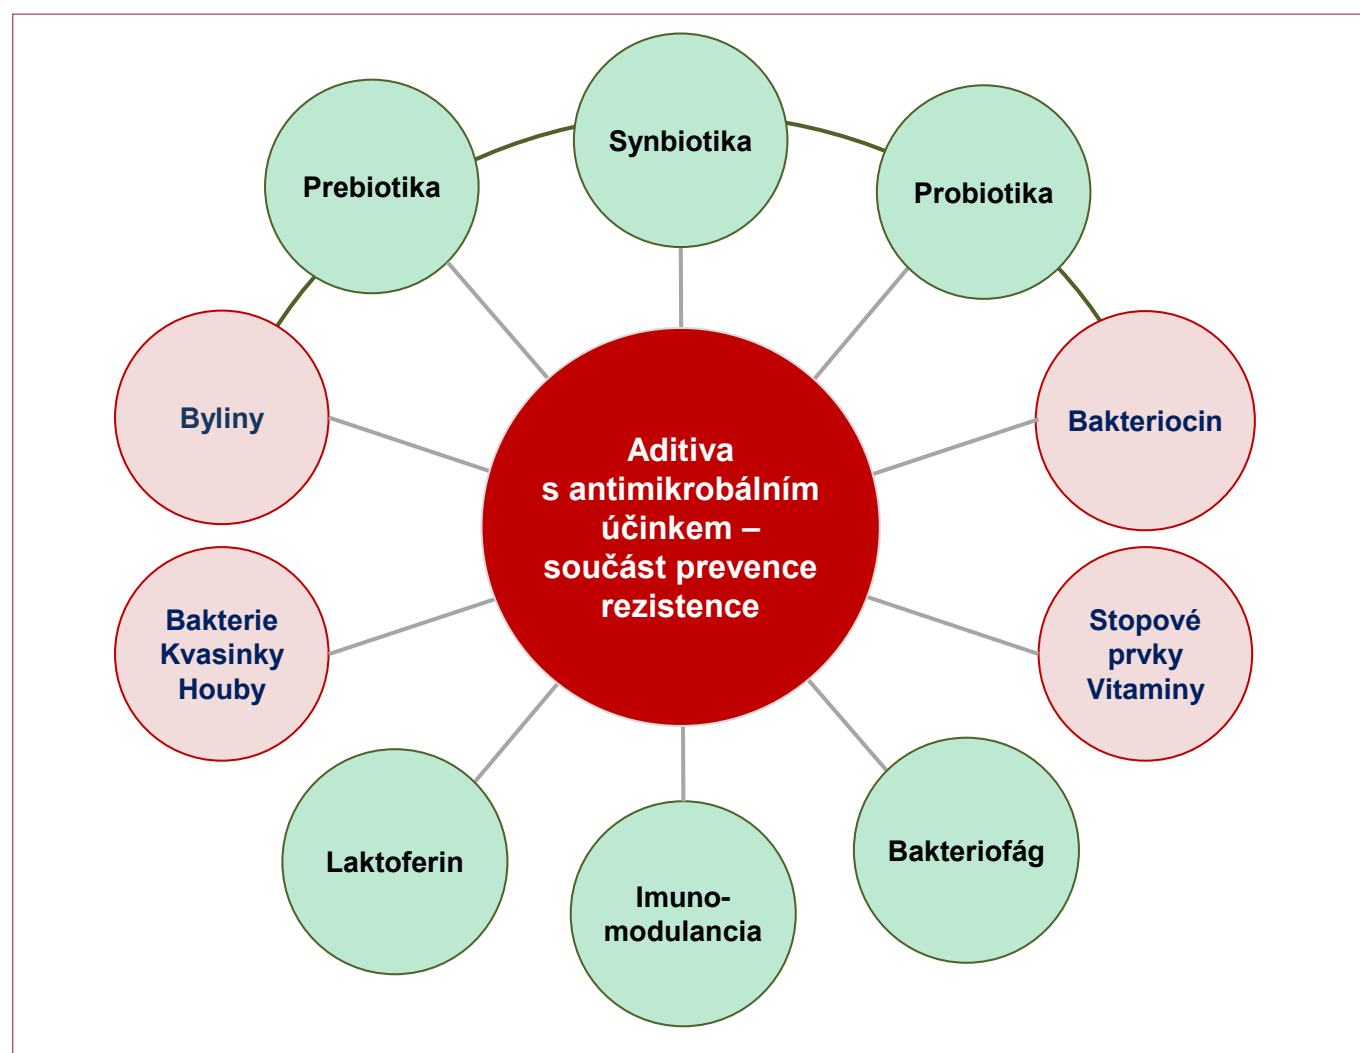 Synbiotika
Prebiotika
Probiotika
Byliny
Bakteriocin
Aditiva
s antimikrobálním
účinkem –
součást prevence
rezistence
Bakterie
Kvasinky
Houby
Stopové
prvky
Vitaminy
Laktoferin
Imuno-
modulancia
Bakteriofág